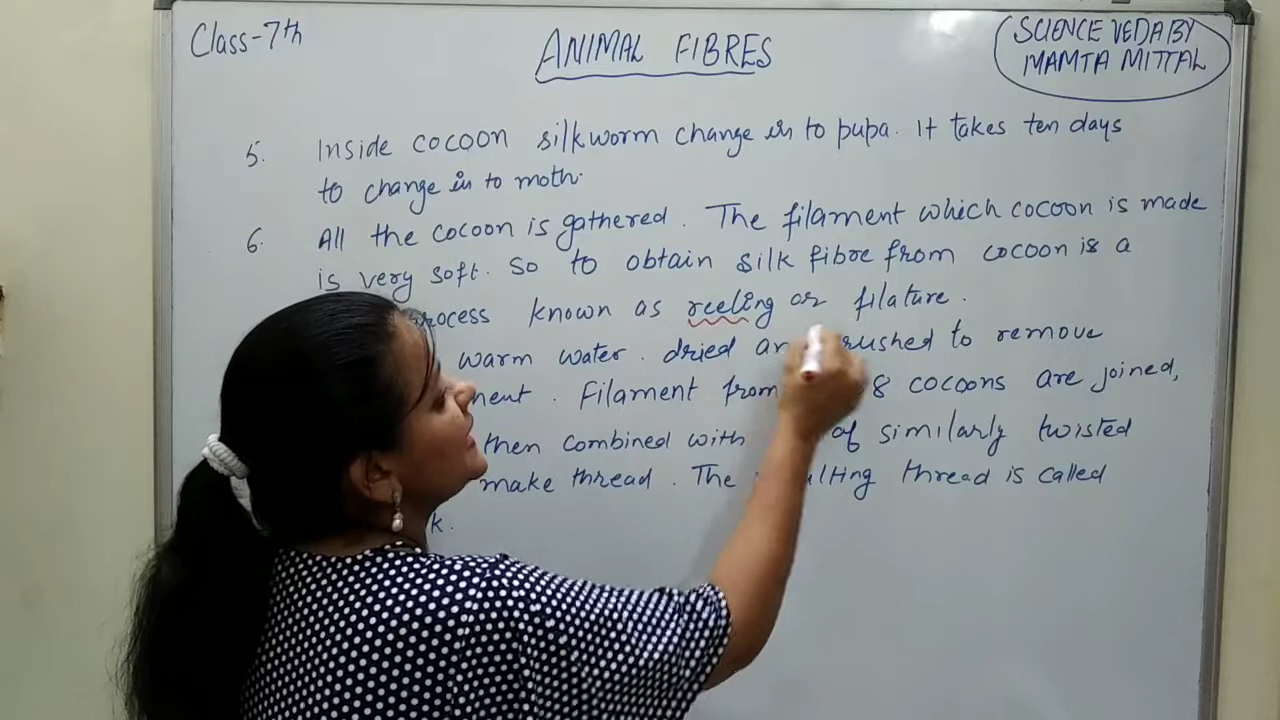 Class-7th
ANIMAL FIBRES
SCIENCE VEDA BY
MAMTA MITTAL
5. Inside cocoon silkworm change in to pupa. It takes ten days
to change in to moth.
6. All the cocoon is gathered. The filament which cocoon is made
is very soft. So to obtain silk fibre from cocoon is a
known as reeling or filature.
warm water. dried to remove
Filament from 8 cocoons are joined,
then combined with of similarly twisted
make thread. The thread is called